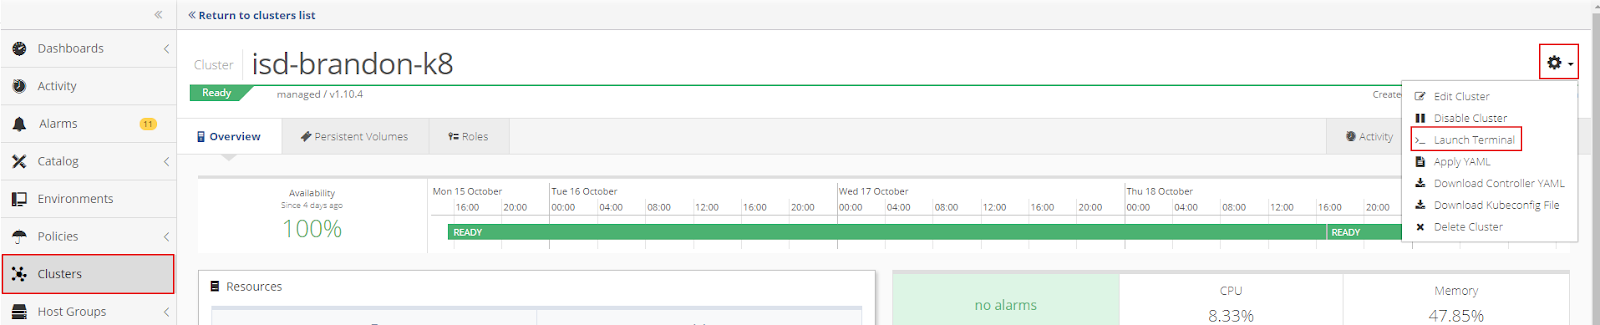 « 
« Return to clusters list
Dashboards
Activity
Alarms 11
Catalog
Environments
Policies
Clusters
Host Groups
Cluster isd-brandon-k8
Ready managed / v1.10.4
Create
Edit Cluster
Disable Cluster
Launch Terminal
Apply YAML
Download Controller YAML
Download Kubeconfig File
Delete Cluster
Overview Persistent Volumes Roles Activity
Availability
Since 4 days ago
100%
Mon 15 October Tue 16 October Wed 17 October Thu 18 October
16:00 20:00 00:00 04:00 08:00 12:00 16:00 20:00 00:00 04:00 08:00 12:00 16:00 20:00 00:00 04:00 08:00 12:00 16:00 20:00
READY READY
Resources
no alarms
CPU
8.33%
Memory
47.85%